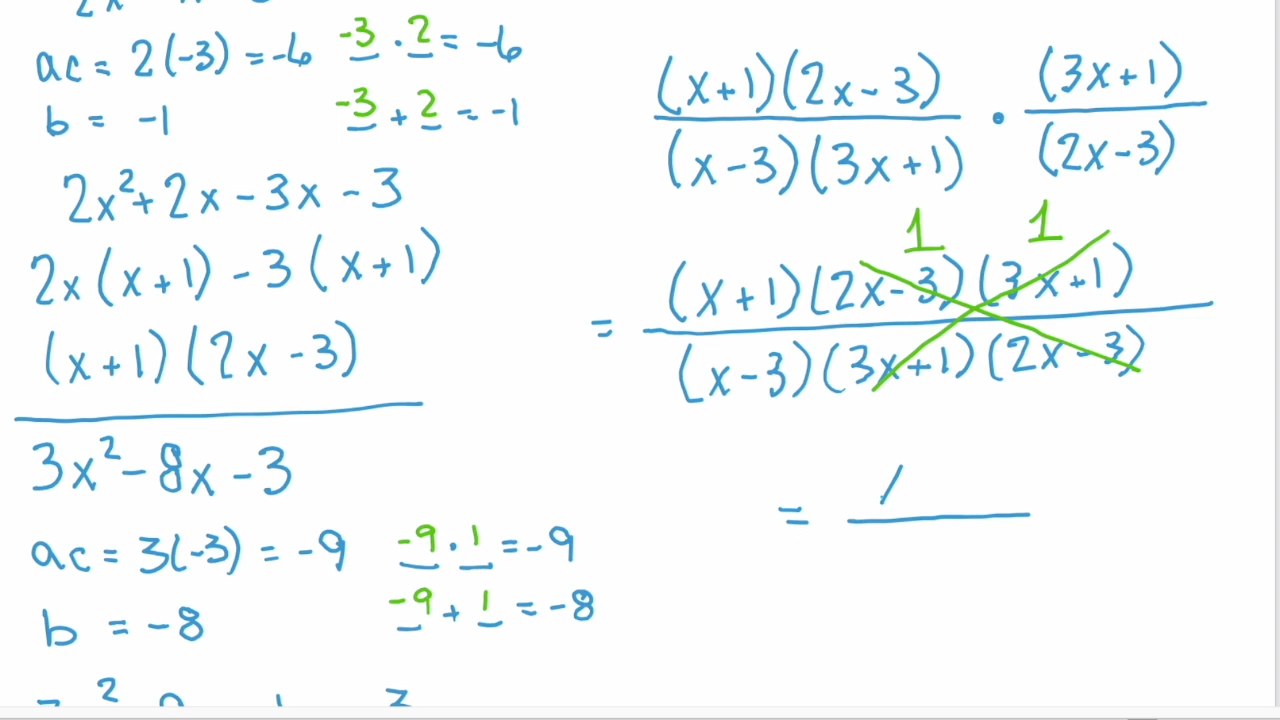 ac = 2(-3) = -6   -3 · 2 = -6
b = -1   -3 + 2 = -1
2x² + 2x - 3x - 3
2x(x+1) - 3(x+1)
(x+1)(2x-3)
3x² - 8x - 3
ac = 3(-3) = -9   -9 · 1 = -9
b = -8   -9 + 1 = -8
(x+1)(2x-3) (3x+1)
(x-3)(3x+1) · (2x-3)
1 1
= (x+1)(2x-3)(3x+1)
(x-3)(3x+1)(2x-3)
=